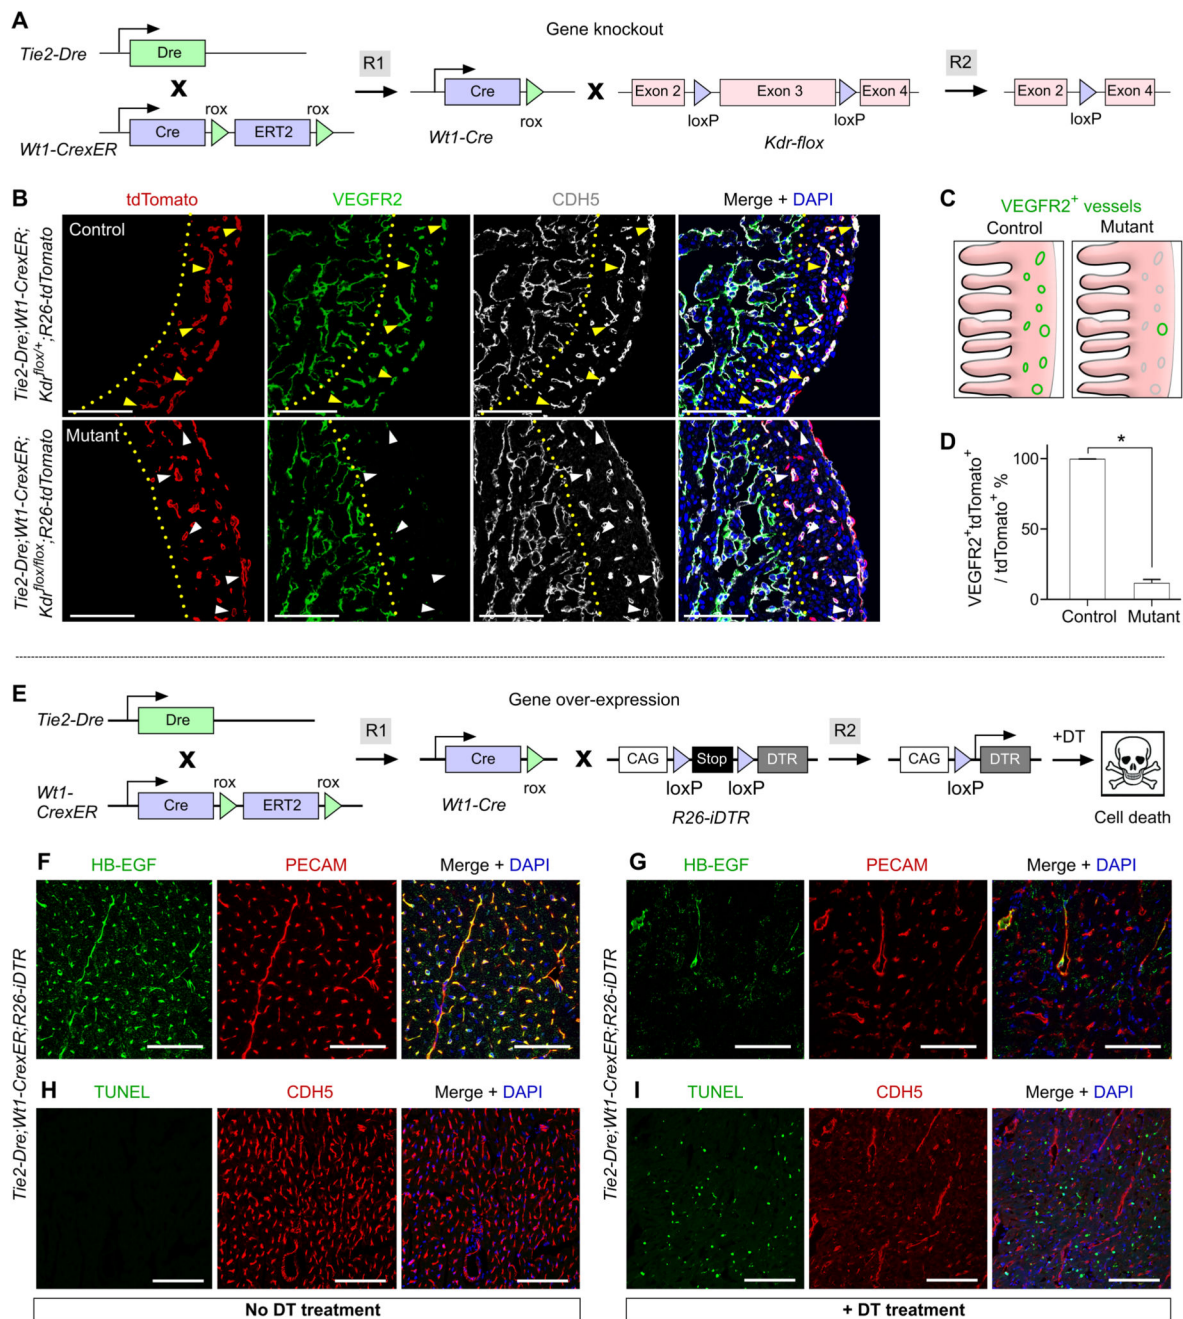 A
Gene knockout
Tie2-Dre
Dre
X
R1
R2
Cre
X
Exon 2
Exon 3
Exon 4
Exon 2
Exon 4
rox
rox
rox
loxP
loxP
loxP
Cre
ERT2
Wt1-CrexER
Wt1-Cre
Kdr-flox
B
tdTomato
VEGFR2
CDH5
Merge + DAPI
Tie2-Dre;Wt1-CrexER;
Kdrflox/+;R26-tdTomato
Control
Tie2-Dre;Wt1-CrexER;
Kdrflox/flox;R26-tdTomato
Mutant
C
VEGFR2+ vessels
Control
Mutant
D
VEGFR2+tdTomato+
/ tdTomato+ %
100
50
0
*
Control
Mutant
E
Gene over-expression
Tie2-Dre
Dre
X
R1
R2
+DT
Cre
X
CAG
Stop
DTR
CAG
DTR
rox
rox
rox
loxP
loxP
loxP
Wt1-
CrexER
Cre
ERT2
Wt1-Cre
R26-iDTR
Cell death
Tie2-Dre;Wt1-CrexER;R26-iDTR
F
HB-EGF
PECAM
Merge + DAPI
H
TUNEL
CDH5
Merge + DAPI
No DT treatment
Tie2-Dre;Wt1-CrexER;R26-iDTR
G
HB-EGF
PECAM
Merge + DAPI
I
TUNEL
CDH5
Merge + DAPI
+ DT treatment